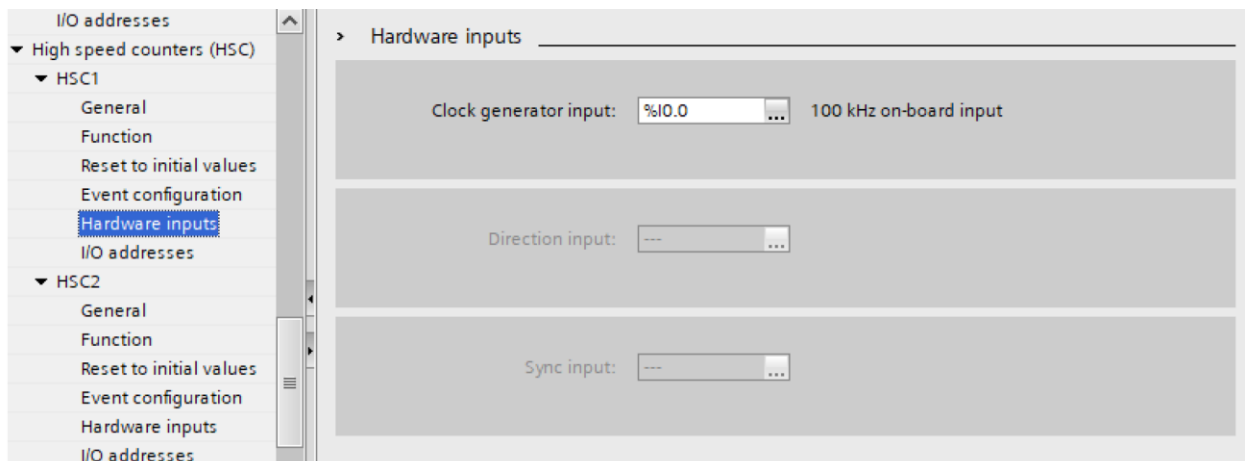 I/O addresses
High speed counters (HSC)
HSC1
General
Function
Reset to initial values
Event configuration
Hardware inputs
I/O addresses
HSC2
General
Function
Reset to initial values
Event configuration
Hardware inputs
I/O addresses
Hardware inputs
Clock generator input: %I0.0 ... 100 kHz on-board input
Direction input: --- ...
Sync input: --- ...